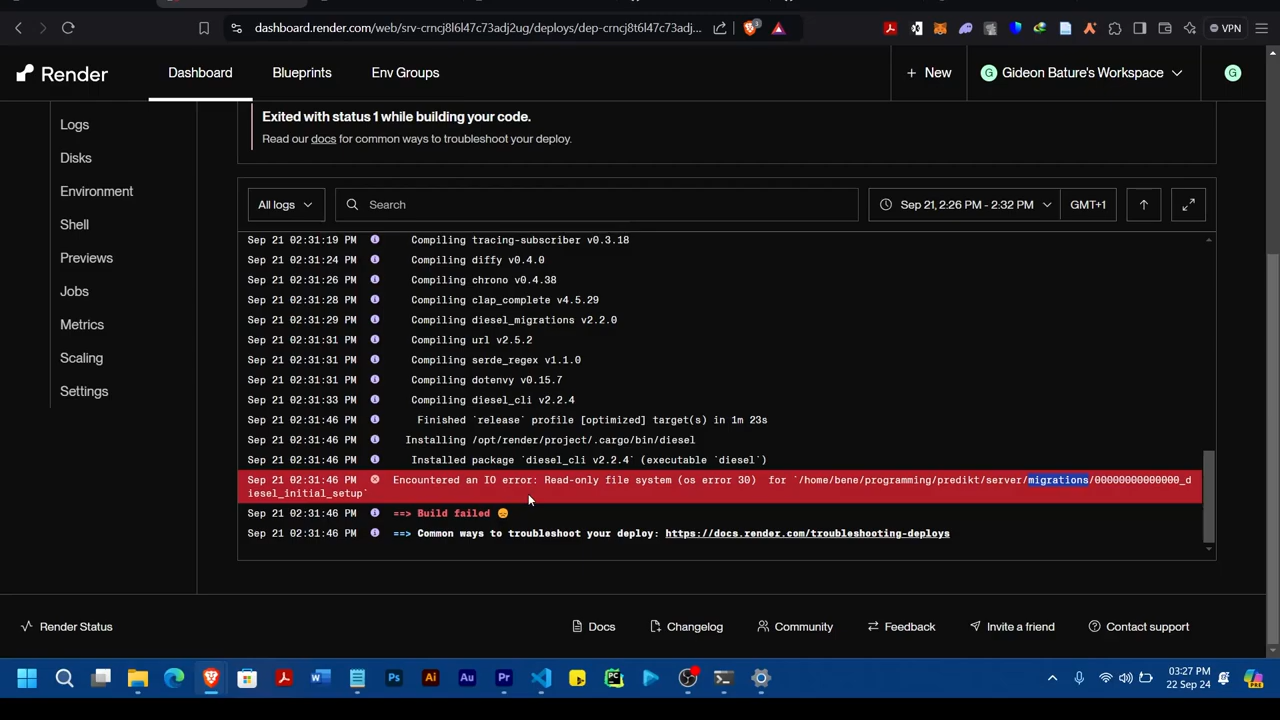 dashboard.render.com/web/srv-crncj8l6l47c73adj2ug/deploys/dep-crncj8t6l47c73adj...
1
VPN
Render
Dashboard
Blueprints
Env Groups
+ New
G
Gideon Bature's Workspace
G
Exited with status 1 while building your code.
Read our docs for common ways to troubleshoot your deploy.
Logs
Disks
Environment
Shell
Previews
Jobs
Metrics
Scaling
Settings
All logs
Search
Sep 21, 2:26 PM - 2:32 PM
GMT+1
Sep 21 02:31:19 PM Compiling tracing-subscriber v0.3.18
Sep 21 02:31:24 PM Compiling diffy v0.4.0
Sep 21 02:31:26 PM Compiling chrono v0.4.38
Sep 21 02:31:28 PM Compiling clap_complete v4.5.29
Sep 21 02:31:29 PM Compiling diesel_migrations v2.2.0
Sep 21 02:31:31 PM Compiling url v2.5.2
Sep 21 02:31:31 PM Compiling serde_regex v1.1.0
Sep 21 02:31:31 PM Compiling dotenvy v0.15.7
Sep 21 02:31:33 PM Compiling diesel_cli v2.2.4
Sep 21 02:31:46 PM Finished `release` profile [optimized] target(s) in 1m 23s
Sep 21 02:31:46 PM Installing /opt/render/project/.cargo/bin/diesel
Sep 21 02:31:46 PM Installed package `diesel_cli v2.2.4` (executable `diesel`)
Sep 21 02:31:46 PM Encountered an IO error: Read-only file system (os error 30)  for `/home/bene/programming/predikt/server/migrations/00000000000000_d
iesel_initial_setup`
Sep 21 02:31:46 PM ==> Build failed 😞
Sep 21 02:31:46 PM ==> Common ways to troubleshoot your deploy: https://docs.render.com/troubleshooting-deploys
Render Status
Docs
Changelog
Community
Feedback
Invite a friend
Contact support
Ps
Ai
Au
Pr
03:27 PM
22 Sep 24